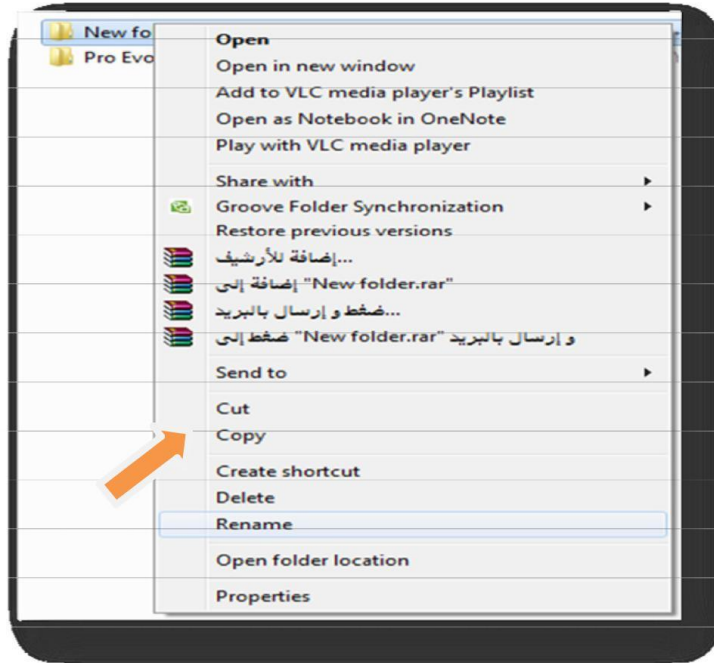 New fo
Pro Evo
Open
Open in new window
Add to VLC media player's Playlist
Open as Notebook in OneNote
Play with VLC media player
Share with
Groove Folder Synchronization
Restore previous versions
إضافة للأرشيف...
إضافة إلى "New folder.rar"
ضغط و إرسال بالبريد...
ضغط إلى "New folder.rar" و إرسال بالبريد
Send to
Cut
Copy
Create shortcut
Delete
Rename
Open folder location
Properties